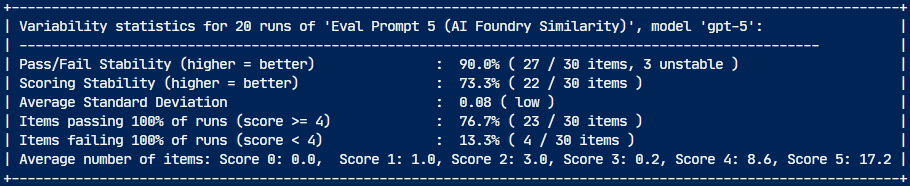 Variability statistics for 20 runs of 'Eval Prompt 5 (AI Foundry Similarity)', model 'gpt-5':
Pass/Fail Stability (higher = better) : 90.0% ( 27 / 30 items, 3 unstable )
Scoring Stability (higher = better) : 73.3% ( 22 / 30 items )
Average Standard Deviation : 0.08 ( low )
Items passing 100% of runs (score >= 4) : 76.7% ( 23 / 30 items )
Items failing 100% of runs (score < 4) : 13.3% ( 4 / 30 items )
Average number of items: Score 0: 0.0, Score 1: 1.0, Score 2: 3.0, Score 3: 0.2, Score 4: 8.6, Score 5: 17.2